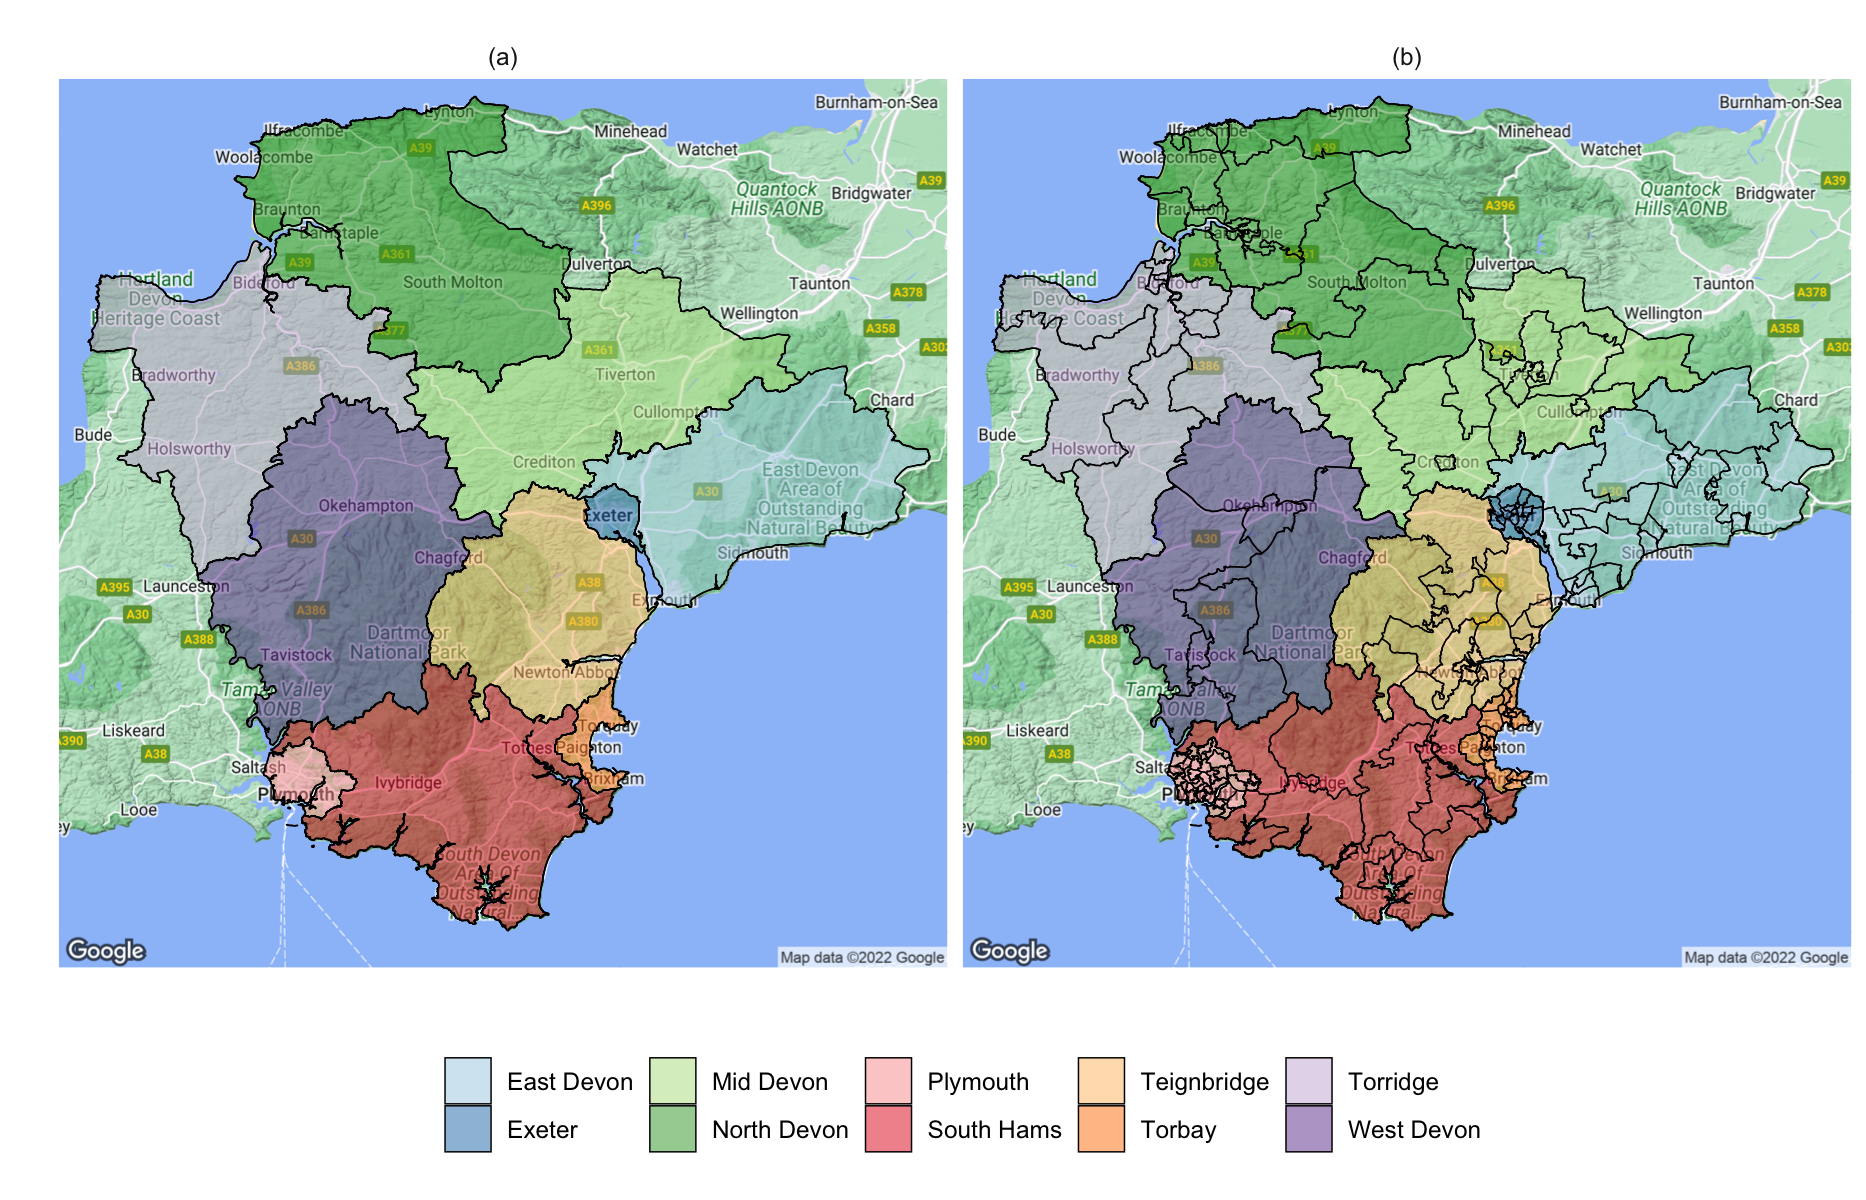 (a)
Burnham-on-Sea
Lynton
Ilfracombe
Minehead
Woolacombe
A39
Watchet
Quantock
Hills AONB
A39
Bridgwater
Braunton
A396
Barnstaple
A361
A39
Dulverton
Hartland
Devon
Heritage Coast
Bideford
South Molton
Taunton
A378
Wellington
A377
A358
A303
A361
A386
Bradworthy
Tiverton
Chard
Cullompton
Bude
Holsworthy
Crediton
East Devon
Area of
Outstanding
Natural Beauty
A30
Okehampton
Exeter
A30
Chagford
Sidmouth
A395
Launceston
A38
Exmouth
A30
A386
A380
A388
Dartmoor
National Park
Tavistock
Newton Abbot
Tamar Valley
AONB
Liskeard
Torquay
A390
A38
Totnes
Paignton
Saltash
Ivybridge
Brixham
Plymouth
Looe
ey
South Devon
Area Of
Outstanding
Natural...
Google
Map data ©2022 Google
(b)
Burnham-on-Sea
Lynton
Ilfracombe
Minehead
Woolacombe
A39
Watchet
Quantock
Hills AONB
A39
Bridgwater
Braunton
A396
Barnstaple
A39
Dulverton
Hartland
Devon
Heritage Coast
Bideford
South Molton
Taunton
A378
Wellington
A358
A386
Bradworthy
Tiverton
Chard
Cullompton
Bude
Holsworthy
Crediton
East Devon
Area of
Outstanding
Natural Beauty
A30
Okehampton
A30
Chagford
Sidmouth
A395
Launceston
Exmouth
A30
A386
A388
Dartmoor
National Park
Tavistock
Newton Abbot
Tamar Valley
AONB
Liskeard
Torquay
A390
A38
Totnes
Paignton
Saltash
Ivybridge
Brixham
Plymouth
Looe
ey
South Devon
Area Of
Outstanding
Natural...
Google
Map data ©2022 Google
East Devon
Mid Devon
Plymouth
Teignbridge
Torridge
Exeter
North Devon
South Hams
Torbay
West Devon